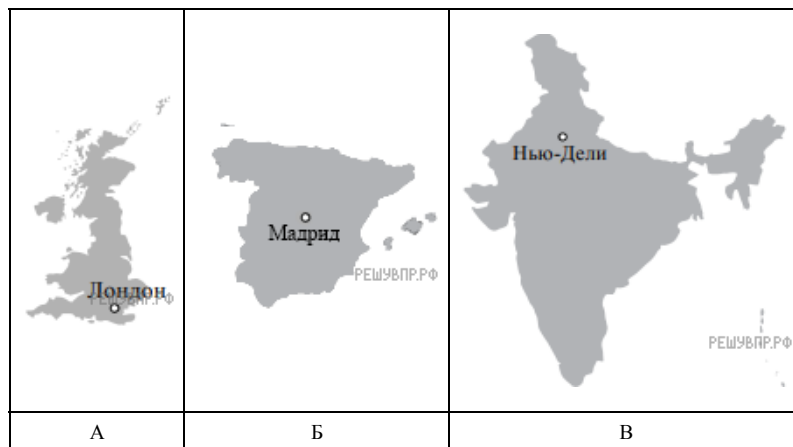 Лондон
РЕШУВПР.РФ
Мадрид
РЕШУВПР.РФ
Нью-Дели
РЕШУВПР.РФ
А
Б
В